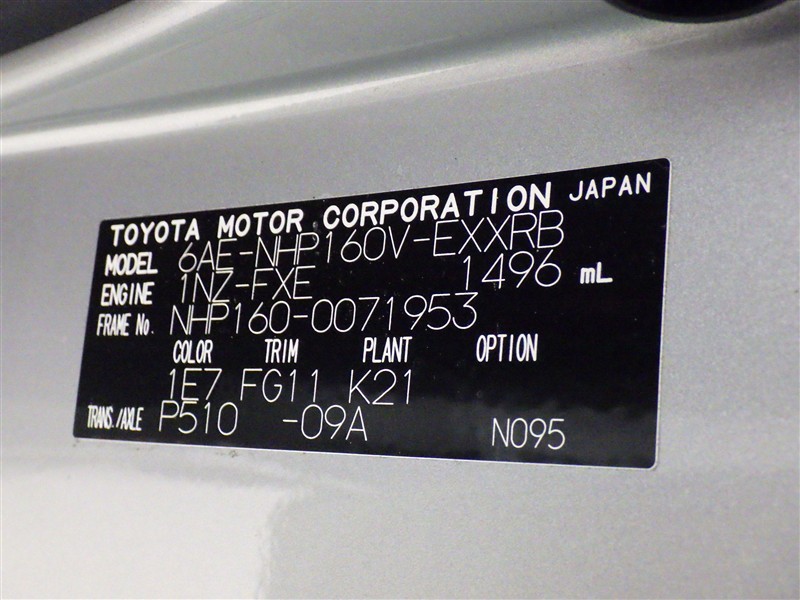 TOYOTA MOTOR CORPORATION JAPAN
MODEL 6AE-NHP160V-EXXRB
ENGINE 1NZ-FXE 1496 mL
FRAME No. NHP160-0071953
COLOR TRIM PLANT OPTION
1E7 FG11 K21
TRANS./AXLE P510 -09A N095